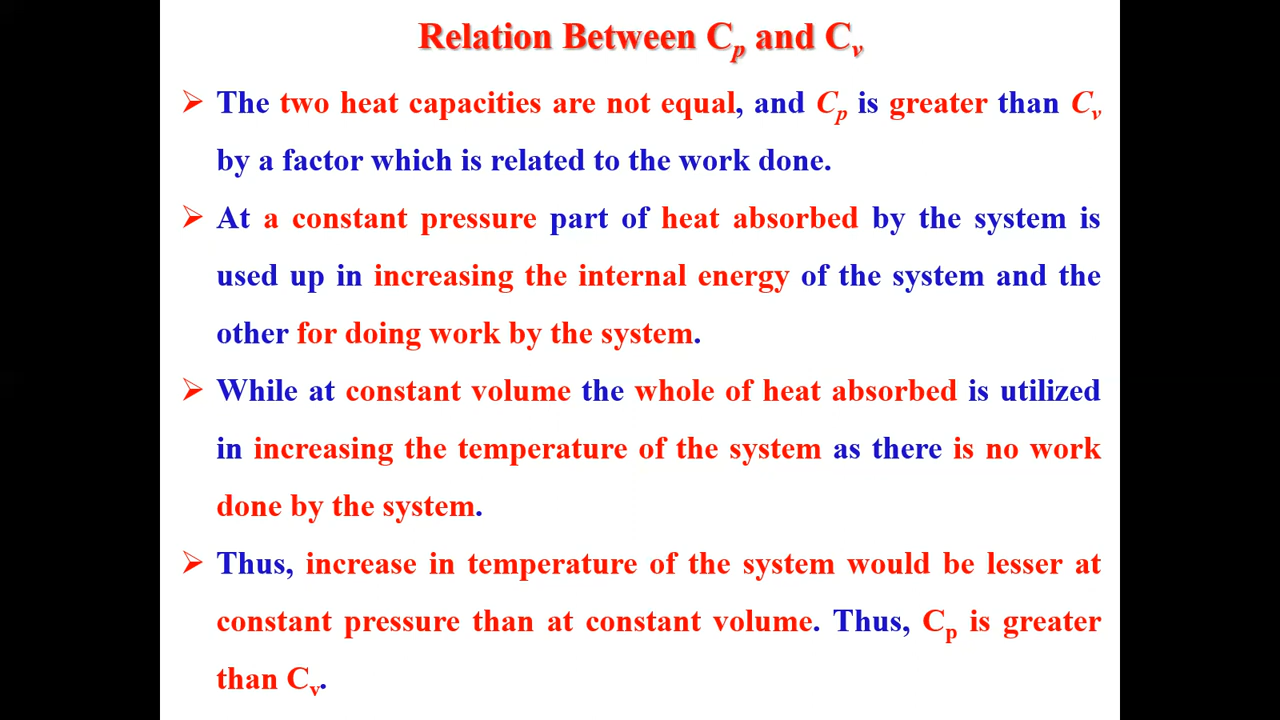 Relation Between Cp and Cv
➢ The two heat capacities are not equal, and Cp is greater than Cv
by a factor which is related to the work done.
➢ At a constant pressure part of heat absorbed by the system is
used up in increasing the internal energy of the system and the
other for doing work by the system.
➢ While at constant volume the whole of heat absorbed is utilized
in increasing the temperature of the system as there is no work
done by the system.
➢ Thus, increase in temperature of the system would be lesser at
constant pressure than at constant volume. Thus, Cp is greater
than Cv.